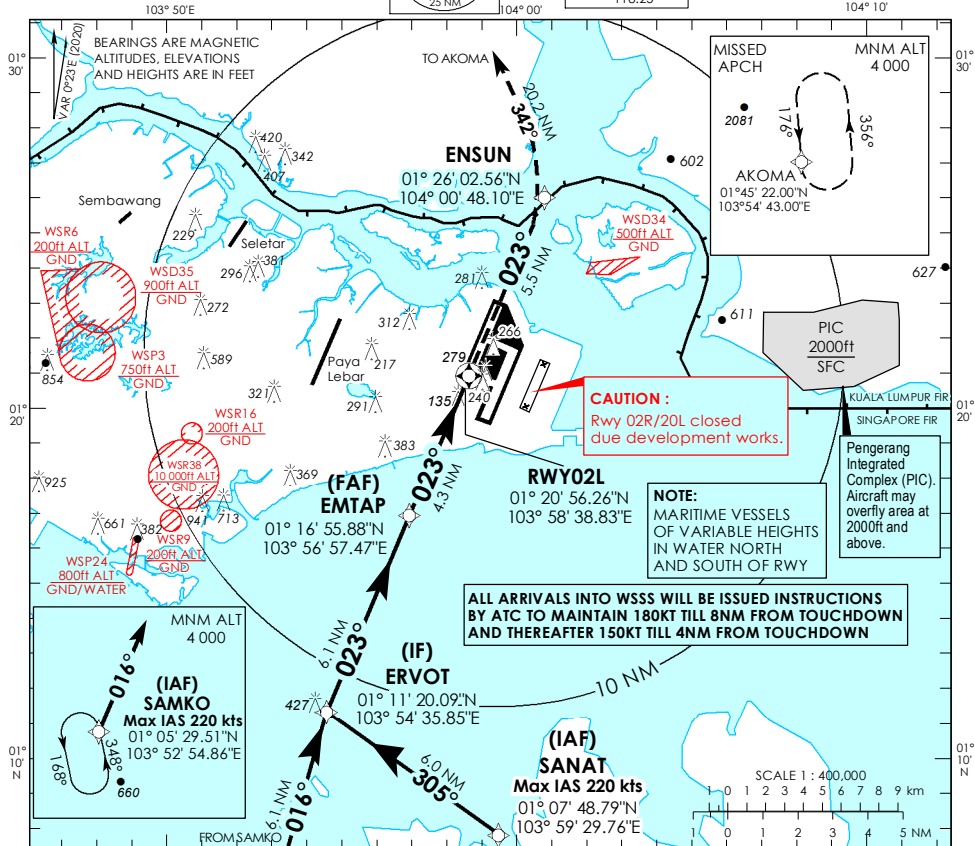 25 NM
103° 50'E
104° 00'E
104° 10'E
01°
30'
VAR 0°23'E (2020)
BEARINGS ARE MAGNETIC
ALTITUDES, ELEVATIONS
AND HEIGHTS ARE IN FEET
TO AKOMA
20.2 NM
342°
MISSED
APCH
MNM ALT
4 000
2081
176°
356°
AKOMA
01°45' 22.00"N
103°54' 43.00"E
01°
30'
420
342
407
ENSUN
01° 26' 02.56"N
104° 00' 48.10"E
602
Sembawang
229
Seletar
WSR6
200ft ALT
GND
WSD35
900ft ALT
GND
296
381
272
WSD34
500ft ALT
GND
023°
5.5 NM
281
627
611
312
266
PIC
2000ft
SFC
854
WSP3
750ft ALT
GND
589
Paya
Lebar
217
279
240
135
321
291
01°
20'
CAUTION :
Rwy 02R/20L closed
due development works.
KUALA LUMPUR FIR
SINGAPORE FIR
01°
20'
WSR16
200ft ALT
GND
383
WSR38
10 000ft ALT
GND
369
925
941
713
661
382
WSR9
200ft ALT
GND
WSP24
800ft ALT
GND/WATER
(FAF)
EMTAP
01° 16' 55.88"N
103° 56' 57.47"E
023°
4.3 NM
RWY02L
01° 20' 56.26"N
103° 58' 38.83"E
NOTE:
MARITIME VESSELS
OF VARIABLE HEIGHTS
IN WATER NORTH
AND SOUTH OF RWY
Pengerang
Integrated
Complex (PIC).
Aircraft may
overfly area at
2000ft and
above.
ALL ARRIVALS INTO WSSS WILL BE ISSUED INSTRUCTIONS
BY ATC TO MAINTAIN 180KT TILL 8NM FROM TOUCHDOWN
AND THEREAFTER 150KT TILL 4NM FROM TOUCHDOWN
MNM ALT
4 000
016°
(IAF)
SAMKO
Max IAS 220 kts
01° 05' 29.51"N
103° 52' 54.86"E
168°
348°
660
6.1 NM
023°
(IF)
ERVOT
01° 11' 20.09"N
103° 54' 35.85"E
427
10 NM
01°
10'
N
01°
10'
N
6.0 NM
305°
(IAF)
SANAT
Max IAS 220 kts
01° 07' 48.79"N
103° 59' 29.76"E
6.1 NM
016°
FROM SAMKO
SCALE 1 : 400,000
1 0 1 2 3 4 5 6 7 8 9 km
1 0 1 2 3 4 5 NM